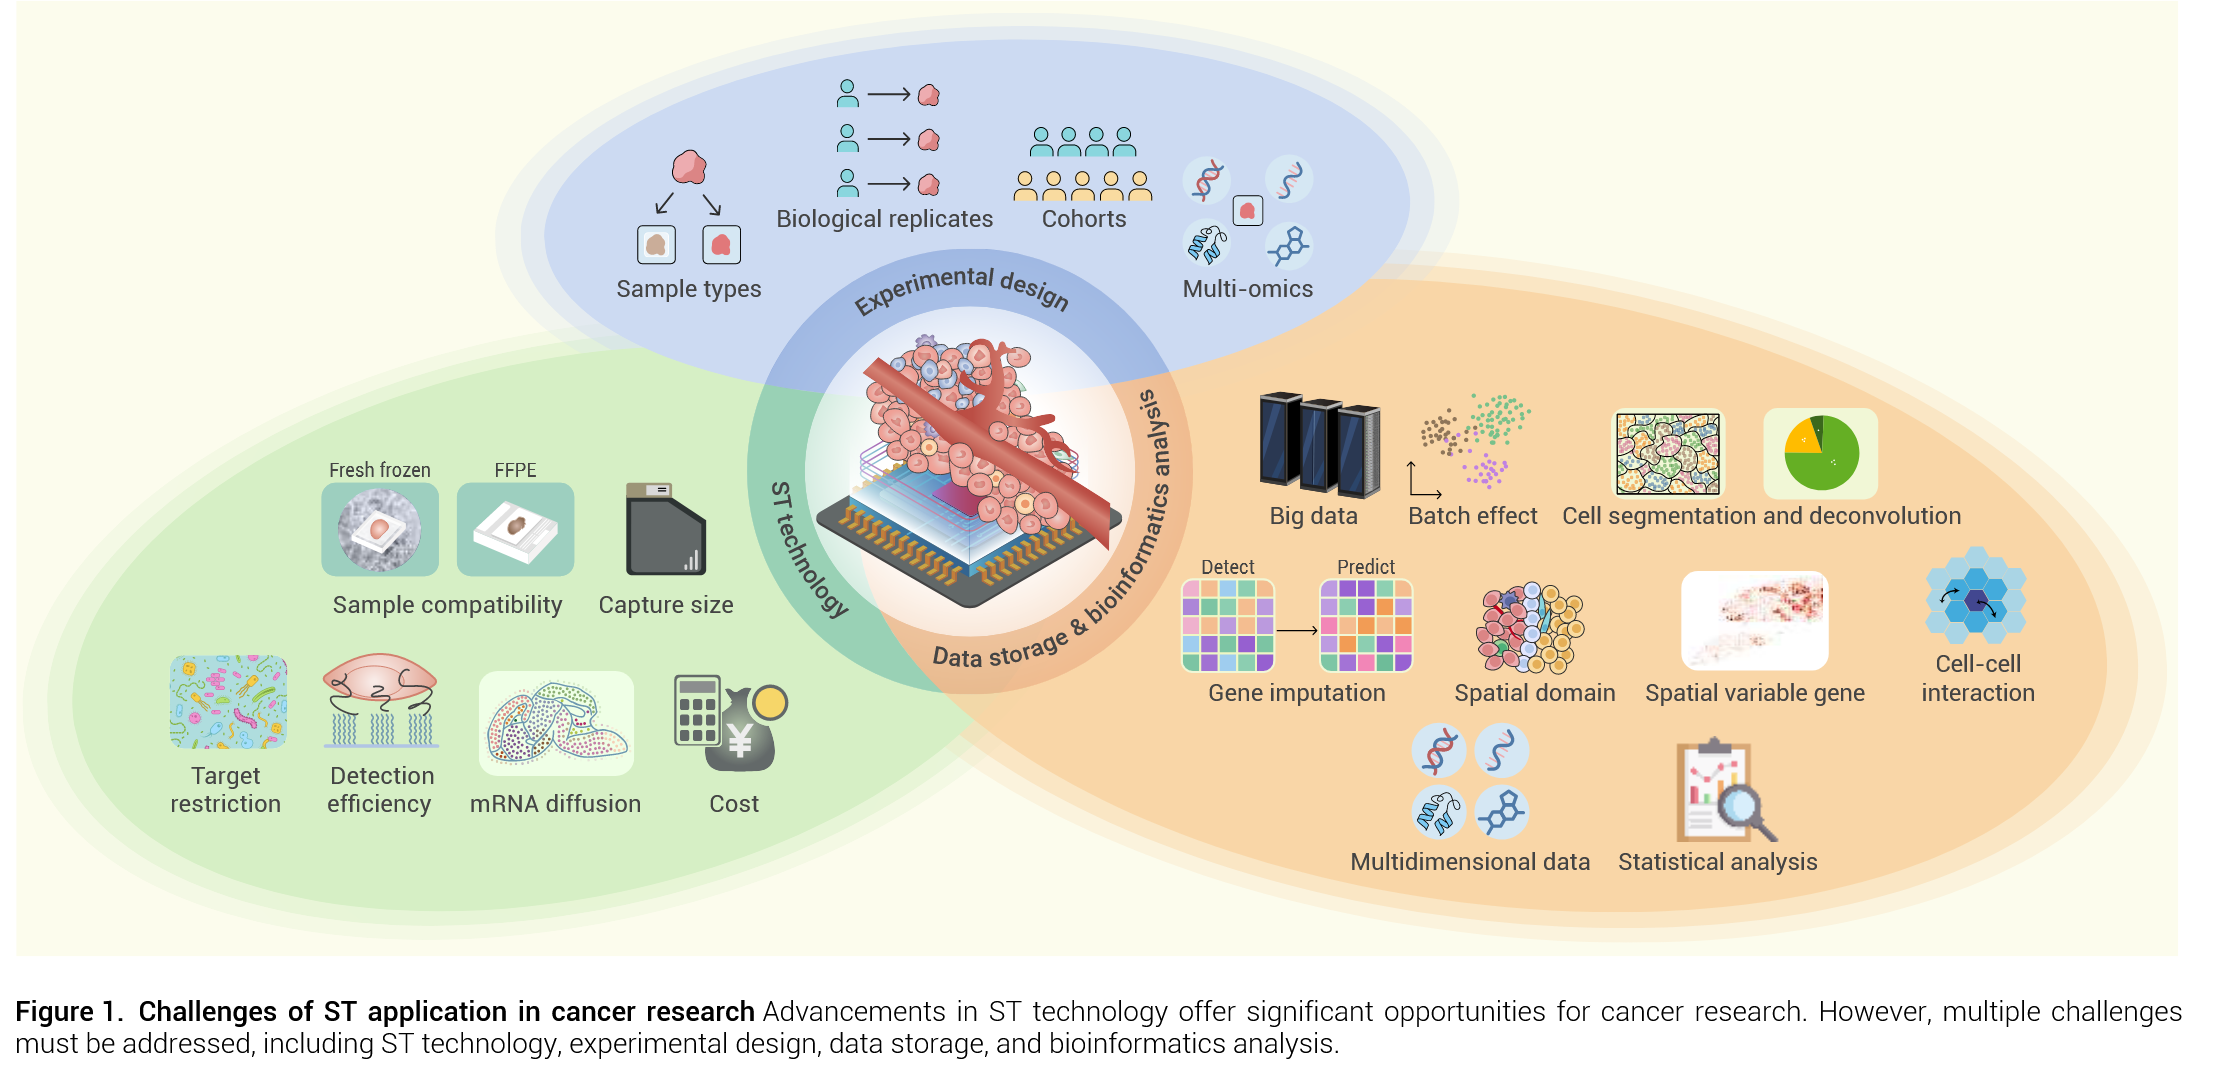 Biological replicates
Cohorts
Sample types
Multi-omics
Experimental design
ST technology
Data storage & bioinformatics analysis
Fresh frozen
FFPE
Sample compatibility
Capture size
Target
restriction
Detection
efficiency
mRNA diffusion
¥
Cost
Big data
Batch effect
Cell segmentation and deconvolution
Detect
Predict
Gene imputation
Spatial domain
Spatial variable gene
Cell-cell
interaction
Multidimensional data
Statistical analysis
Figure 1. Challenges of ST application in cancer research Advancements in ST technology offer significant opportunities for cancer research. However, multiple challenges
must be addressed, including ST technology, experimental design, data storage, and bioinformatics analysis.